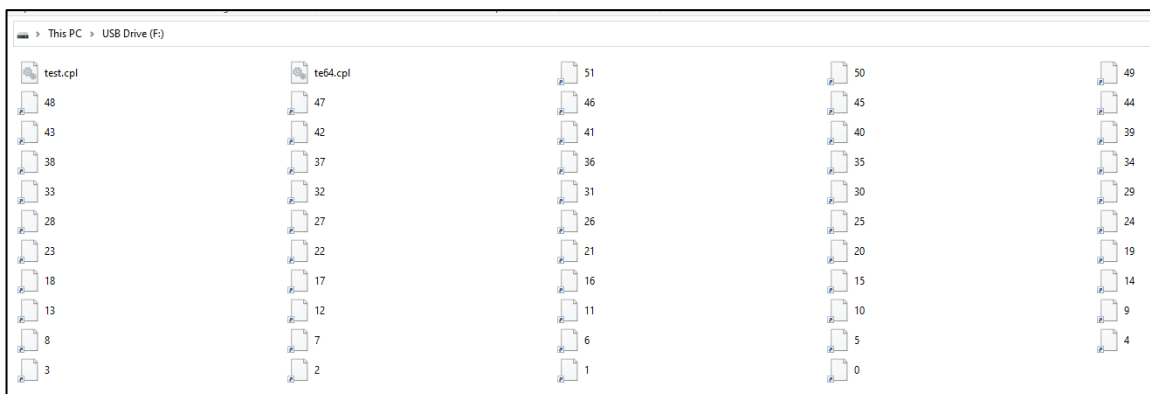 This PC > USB Drive (F:)
test.cpl te64.cpl 51 50 49
48 47 46 45 44
43 42 41 40 39
38 37 36 35 34
33 32 31 30 29
28 27 26 25 24
23 22 21 20 19
18 17 16 15 14
13 12 11 10 9
8 7 6 5 4
3 2 1 0